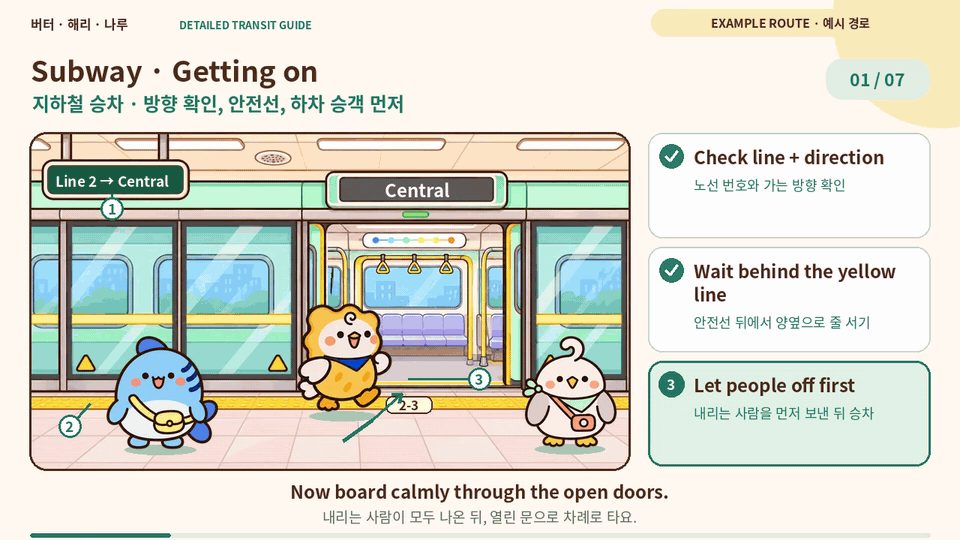 버터 · 해리 · 나루
DETAILED TRANSIT GUIDE
EXAMPLE ROUTE · 예시 경로
Subway · Getting on
지하철 승차 · 방향 확인, 안전선, 하차 승객 먼저
01 / 07
Line 2 → Central
1
Central
3
2-3
2
Check line + direction
노선 번호와 가는 방향 확인
Wait behind the yellow
line
안전선 뒤에서 양옆으로 줄 서기
3
Let people off first
내리는 사람을 먼저 보낸 뒤 승차
Now board calmly through the open doors.
내리는 사람이 모두 나온 뒤, 열린 문으로 차례로 타요.